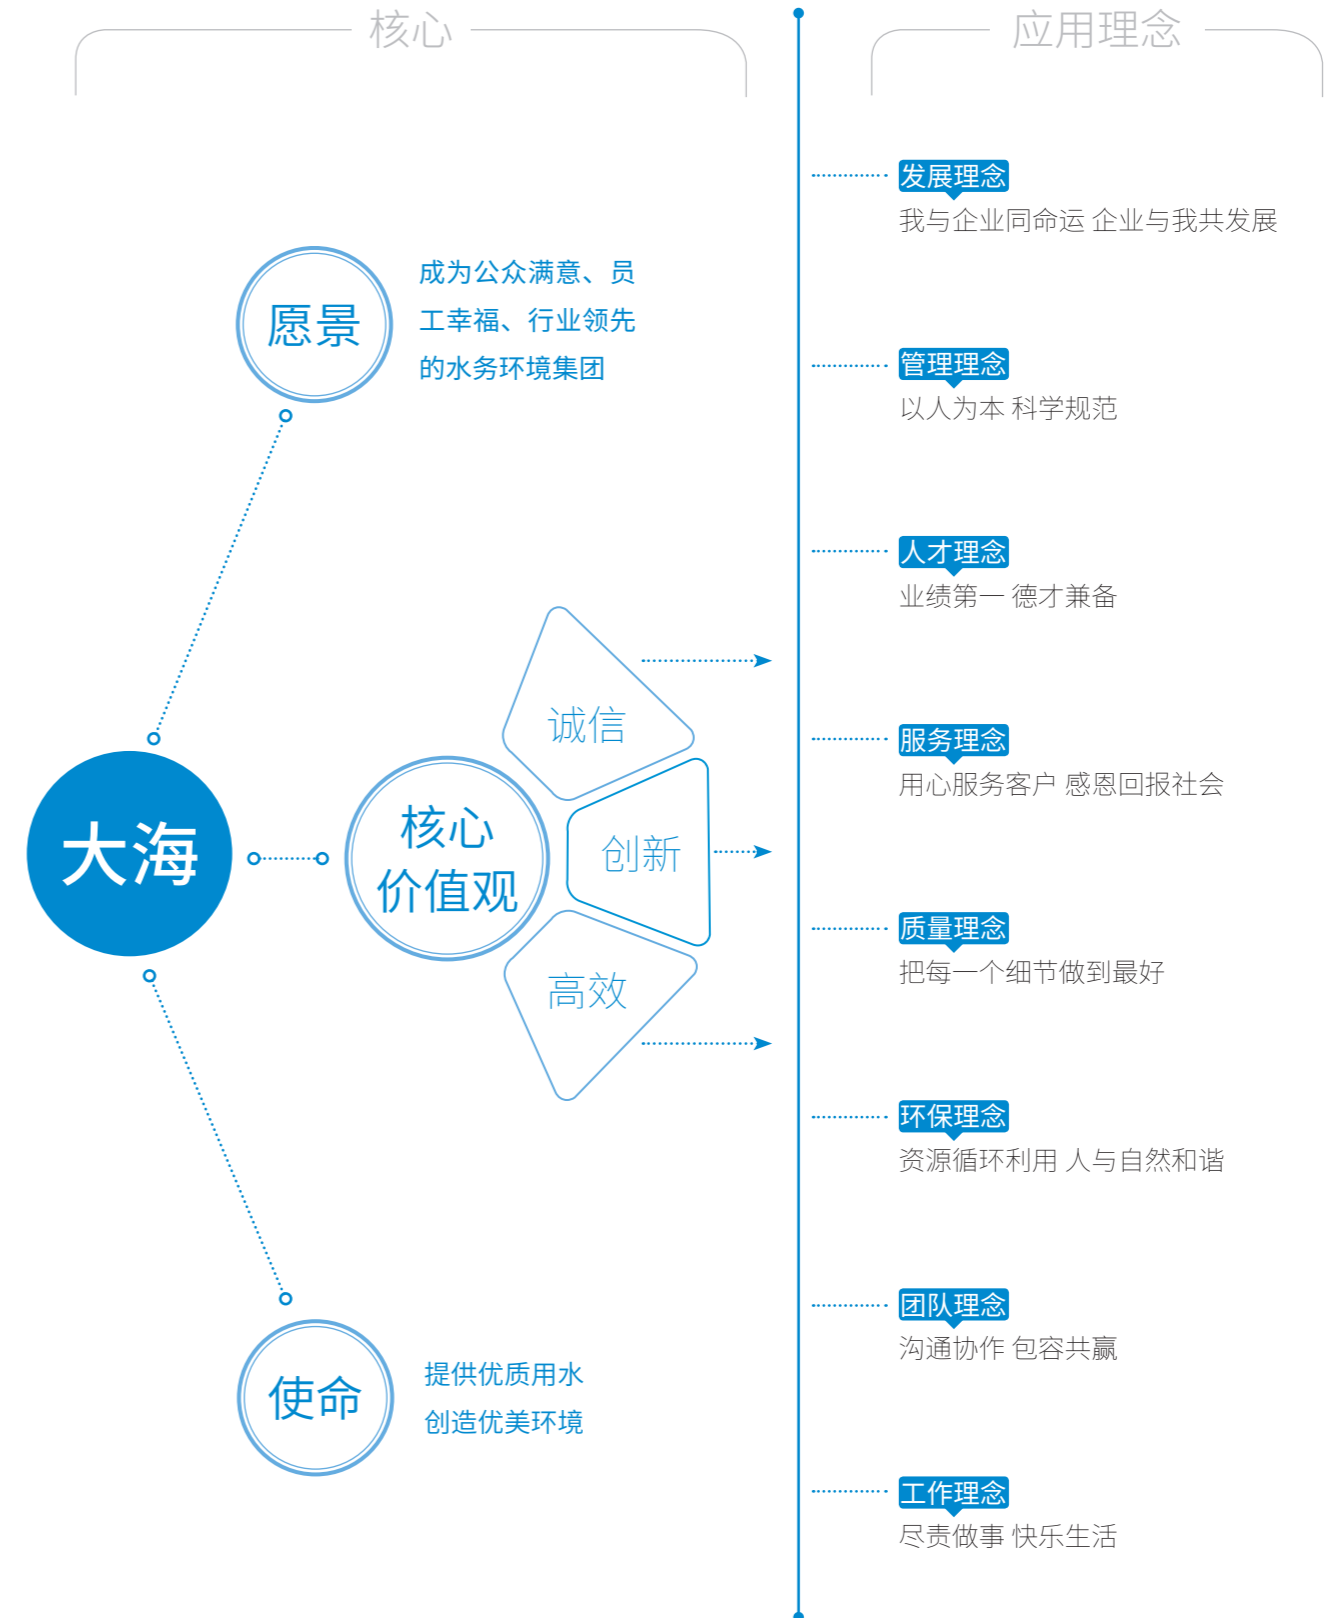 核心
愿景
成为公众满意、员
工幸福、行业领先
的水务环境集团
大海
核心
价值观
诚信
创新
高效
使命
提供优质用水
创造优美环境
应用理念
发展理念
我与企业同命运 企业与我共发展
管理理念
以人为本 科学规范
人才理念
业绩第一 德才兼备
服务理念
用心服务客户 感恩回报社会
质量理念
把每一个细节做到最好
环保理念
资源循环利用 人与自然和谐
团队理念
沟通协作 包容共赢
工作理念
尽责做事 快乐生活